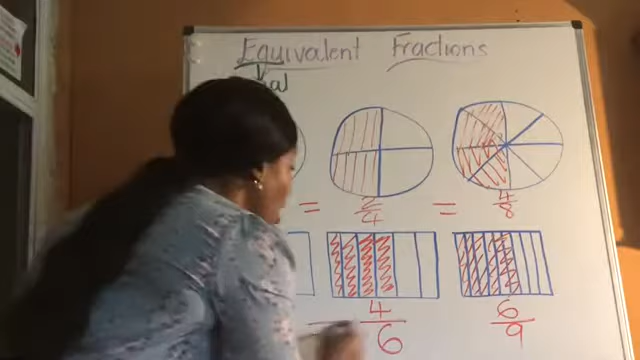 Equivalent Fractions
= 2/4 = 4/8
4/6 6/9